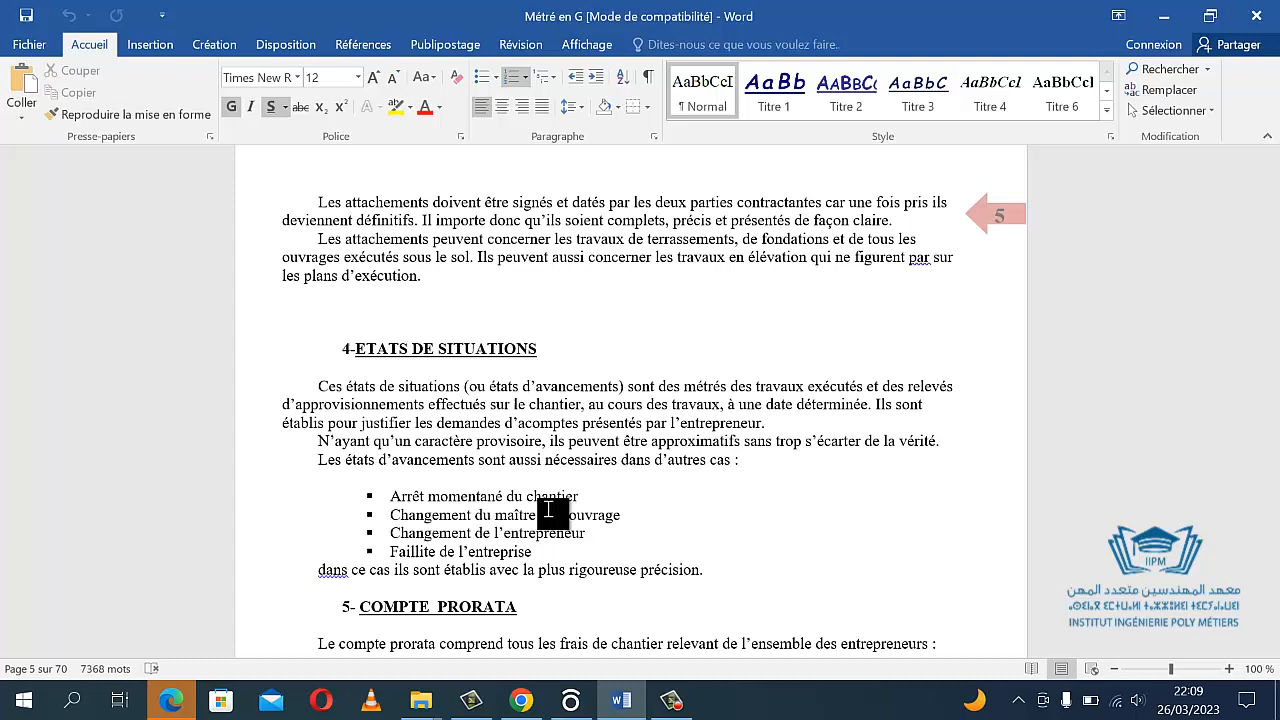 Métré en G [Mode de compatibilité] - Word
Fichier Accueil Insertion Création Disposition Références Publipostage Révision Affichage Dites-nous ce que vous voulez faire.. Connexion Partager
Coller
Couper
Copier
Reproduire la mise en forme
Presse-papiers
Times New R 12
Police
Paragraphe
AaBbCcI AaBb AABBCC AaBbC AaBbCcI AaBbCcI
¶ Normal Titre 1 Titre 2 Titre 3 Titre 4 Titre 6
Style
Rechercher
Remplacer
Sélectionner
Modification
Les attachements doivent être signés et datés par les deux parties contractantes car une fois pris ils
deviennent définitifs. Il importe donc qu’ils soient complets, précis et présentés de façon claire.
5
Les attachements peuvent concerner les travaux de terrassements, de fondations et de tous les
ouvrages exécutés sous le sol. Ils peuvent aussi concerner les travaux en élévation qui ne figurent par sur
les plans d’exécution.
4-ETATS DE SITUATIONS
Ces états de situations (ou états d’avancements) sont des métrés des travaux exécutés et des relevés
d’approvisionnements effectués sur le chantier, au cours des travaux, à une date déterminée. Ils sont
établis pour justifier les demandes d’acomptes présentés par l’entrepreneur.
N’ayant qu’un caractère provisoire, ils peuvent être approximatifs sans trop s’écarter de la vérité.
Les états d’avancements sont aussi nécessaires dans d’autres cas :
▪ Arrêt momentané du chantier
▪ Changement du maître ouvrage
▪ Changement de l’entrepreneur
▪ Faillite de l’entreprise
dans ce cas ils sont établis avec la plus rigoureuse précision.
5- COMPTE PRORATA
Le compte prorata comprend tous les frais de chantier relevant de l’ensemble des entrepreneurs :
IIPM
معهد المهندسين متعدد المهن
INSTITUT INGÉNIERIE POLY MÉTIERS
Page 5 sur 70 7368 mots
100 %
22:09
26/03/2023